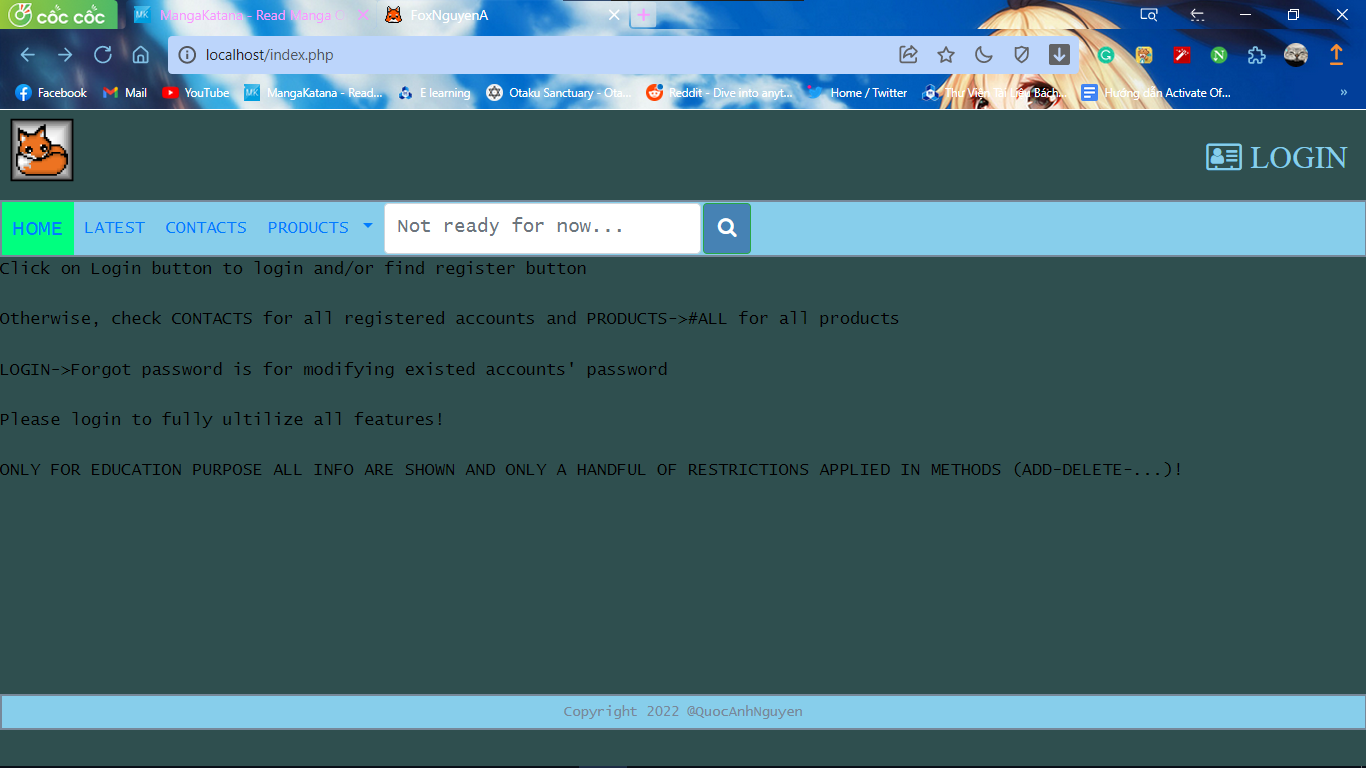 cốc cốc
MK MangaKatana - Read Manga O
FoxNguyenA
localhost/index.php
Facebook Mail YouTube MK MangaKatana - Read... E learning Otaku Sanctuary - Ota... Reddit - Dive into anyt... Home / Twitter Thư Viện Tài Liệu Bách... Hướng dẫn Activate Of... »
LOGIN
HOME LATEST CONTACTS PRODUCTS Not ready for now...
Click on Login button to login and/or find register button
Otherwise, check CONTACTS for all registered accounts and PRODUCTS->#ALL for all products
LOGIN->Forgot password is for modifying existed accounts' password
Please login to fully ultilize all features!
ONLY FOR EDUCATION PURPOSE ALL INFO ARE SHOWN AND ONLY A HANDFUL OF RESTRICTIONS APPLIED IN METHODS (ADD-DELETE-...)!
Copyright 2022 @QuocAnhNguyen